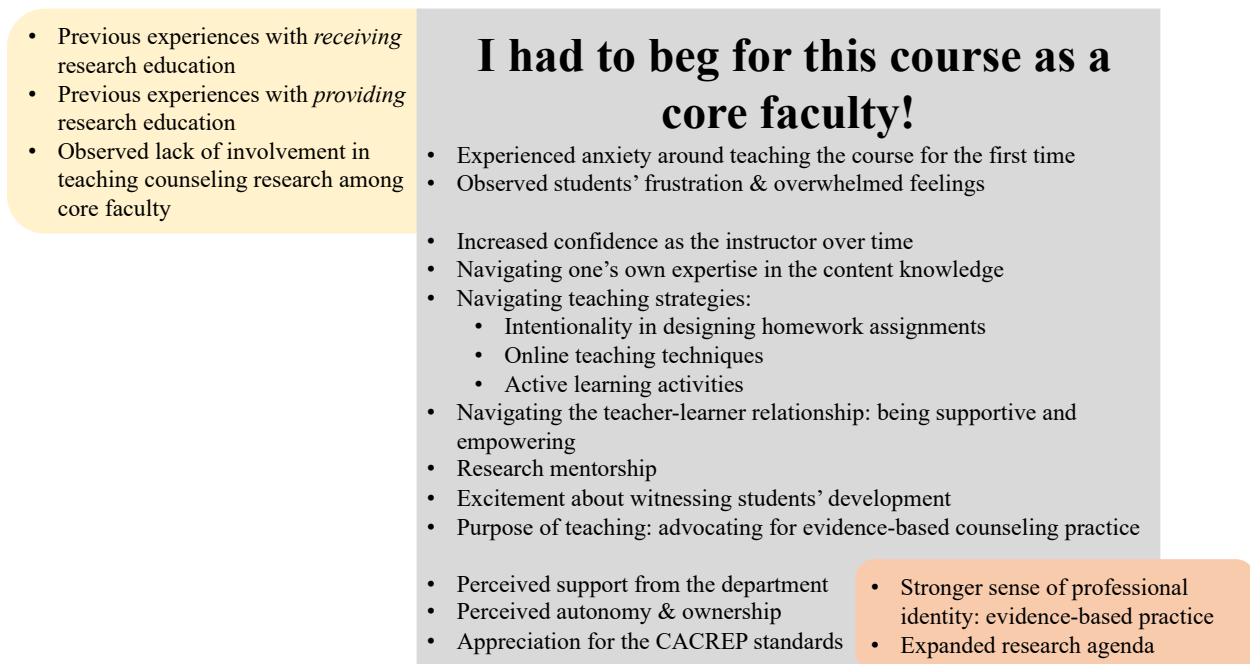 • Previous experiences with receiving
research education
• Previous experiences with providing
research education
• Observed lack of involvement in
teaching counseling research among
core faculty
I had to beg for this course as a
core faculty!
• Experienced anxiety around teaching the course for the first time
• Observed students’ frustration & overwhelmed feelings
• Increased confidence as the instructor over time
• Navigating one’s own expertise in the content knowledge
• Navigating teaching strategies:
• Intentionality in designing homework assignments
• Online teaching techniques
• Active learning activities
• Navigating the teacher-learner relationship: being supportive and
empowering
• Research mentorship
• Excitement about witnessing students’ development
• Purpose of teaching: advocating for evidence-based counseling practice
• Perceived support from the department
• Perceived autonomy & ownership
• Appreciation for the CACREP standards
• Stronger sense of professional
identity: evidence-based practice
• Expanded research agenda